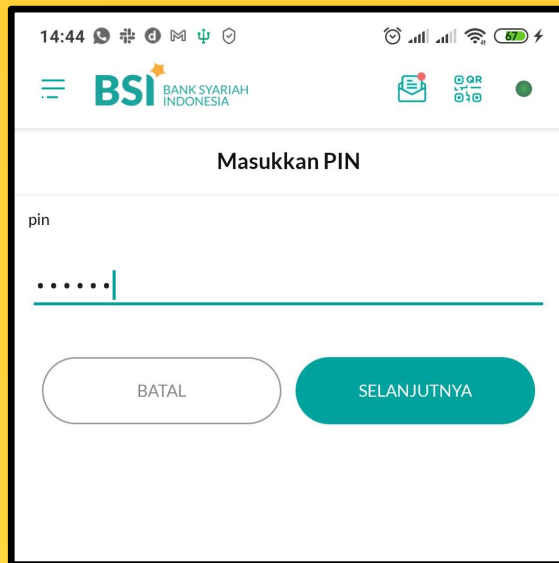 14:44
67
BSI BANK SYARIAH
INDONESIA
QR
Masukkan PIN
pin
BATAL
SELANJUTNYA